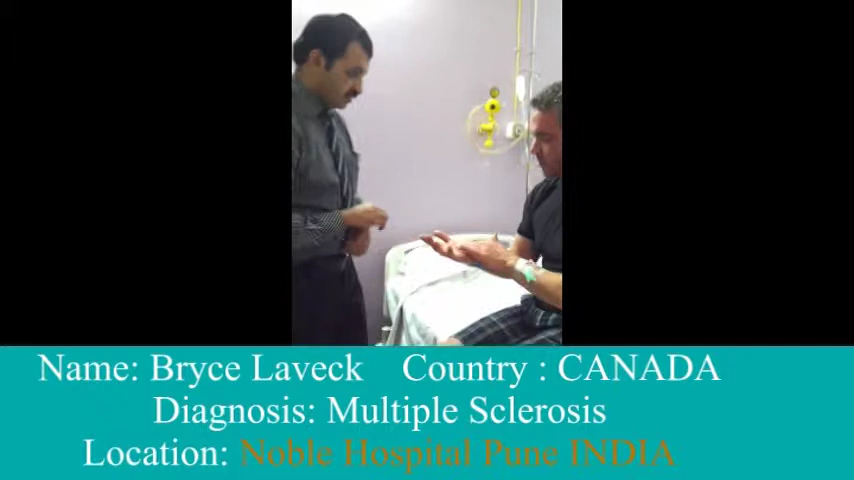 Name: Bryce Laveck    Country : CANADA
Diagnosis: Multiple Sclerosis
Location: Noble Hospital Pune INDIA